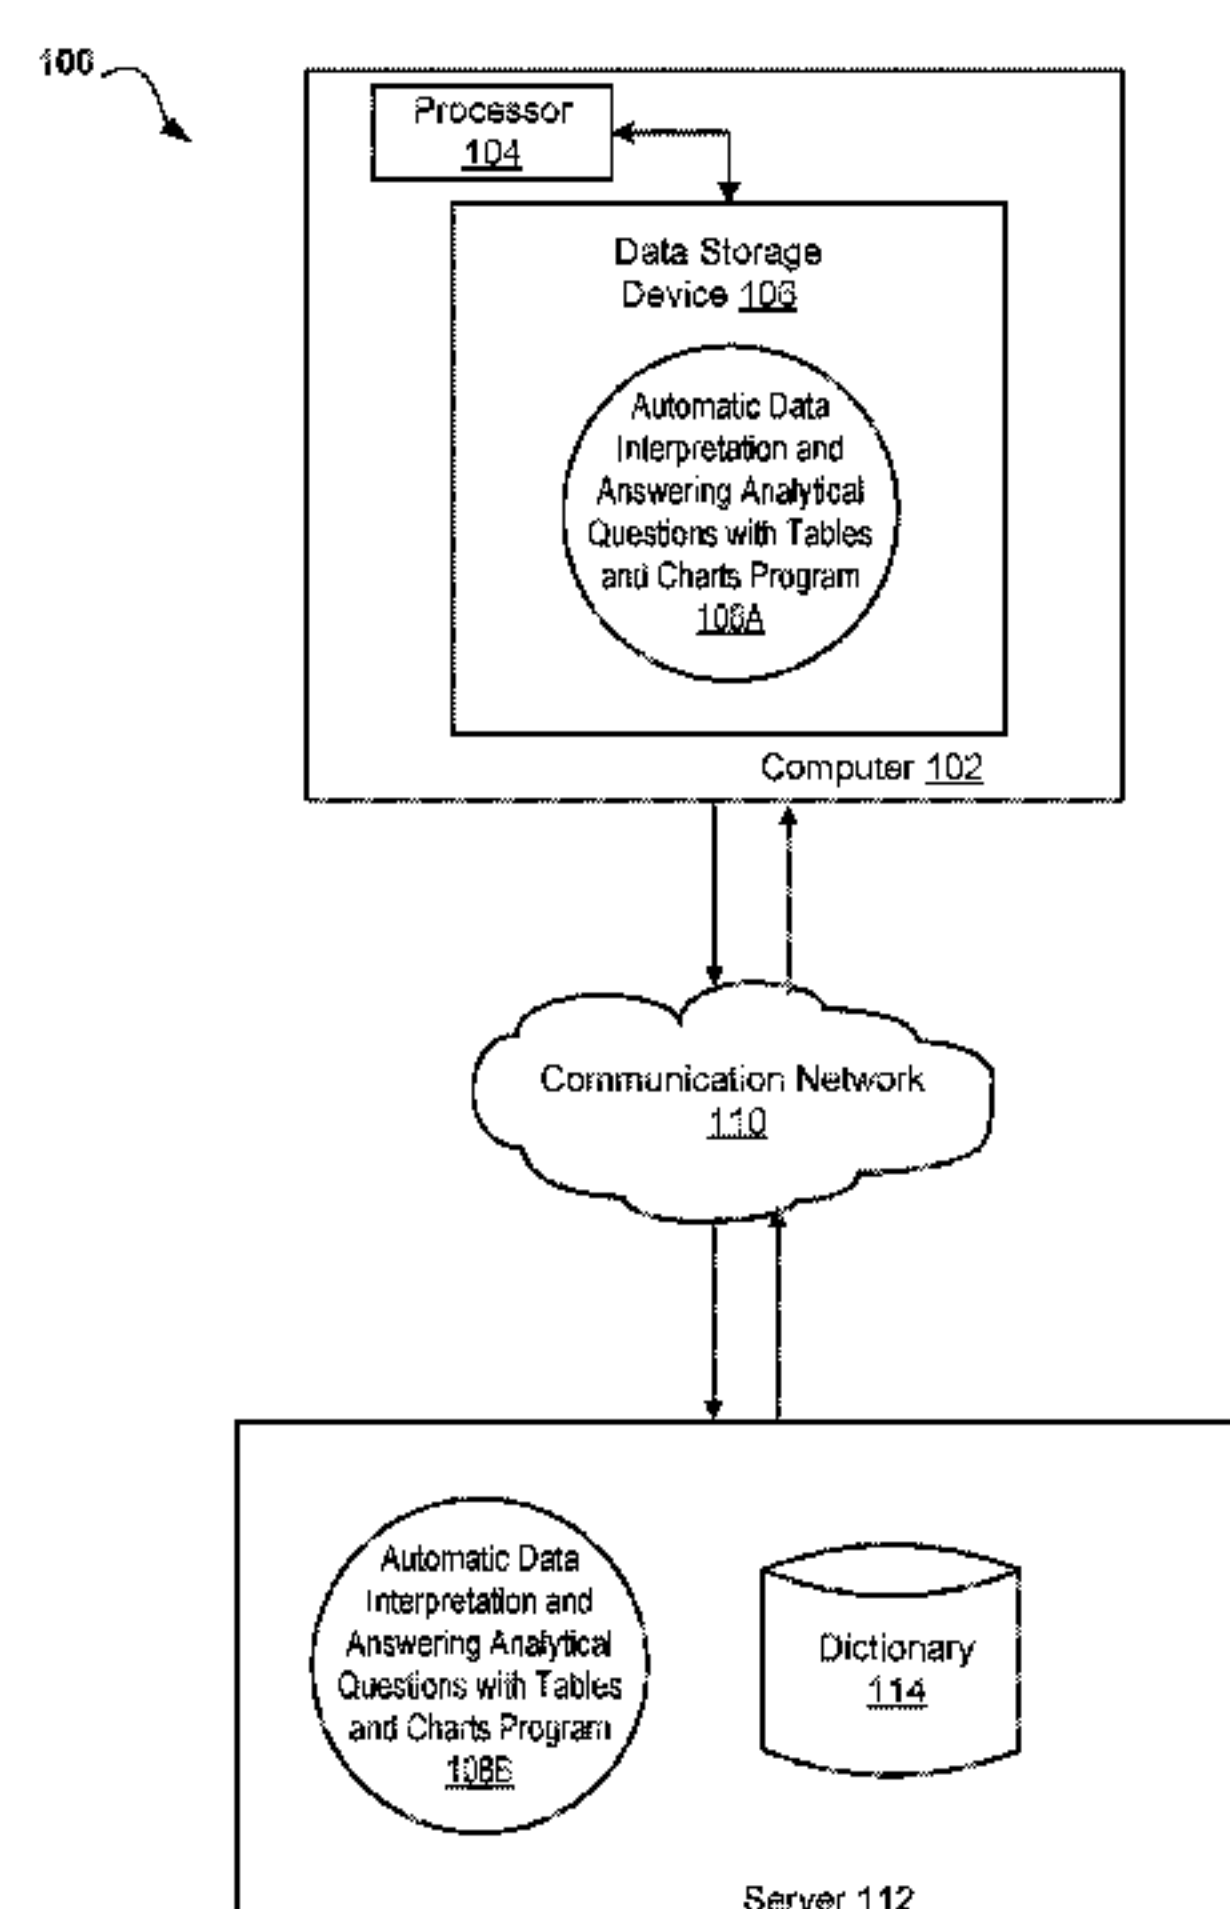 100
Processor
104
Data Storage
Device 106
Automatic Data
Interpretation and
Answering Analytical
Questions with Tables
and Charts Program
108A
Computer 102
Communication Network
110
Automatic Data
Interpretation and
Answering Analytical
Questions with Tables
and Charts Program
108B
Dictionary
114
Server 112